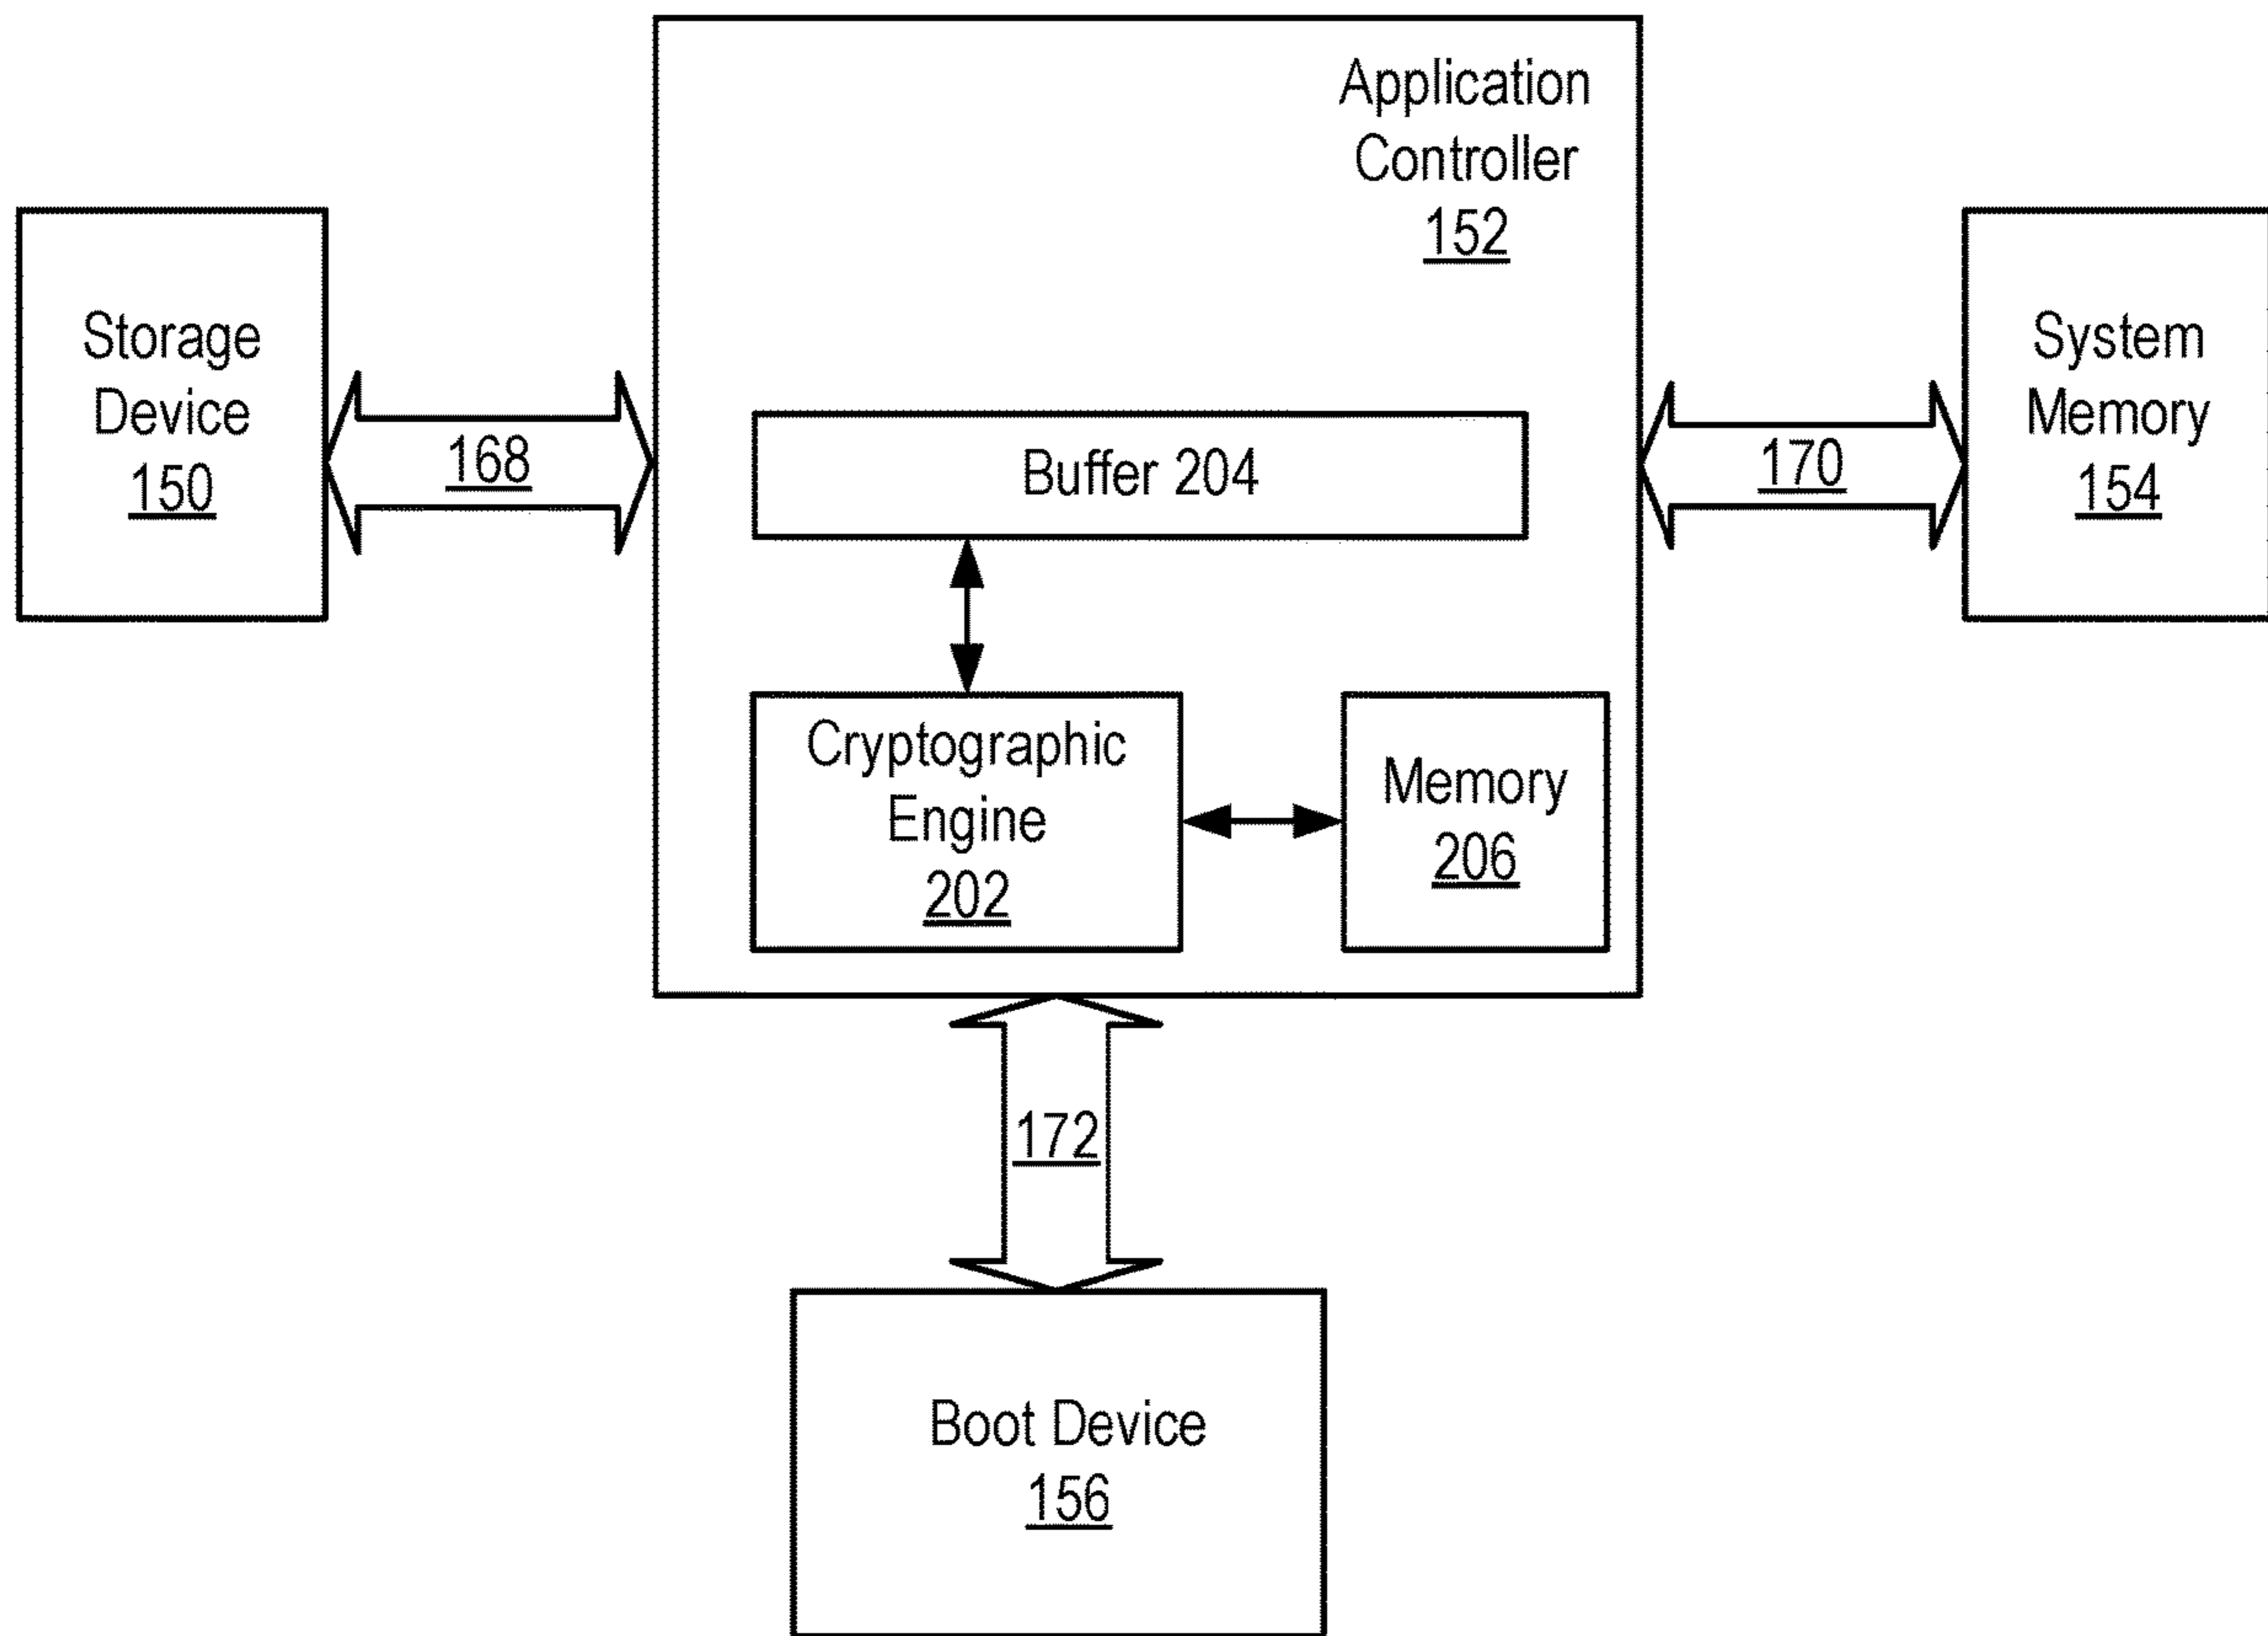 Application
Controller
152
Storage
Device
150
168
Buffer 204
170
System
Memory
154
Cryptographic
Engine
202
Memory
206
172
Boot Device
156